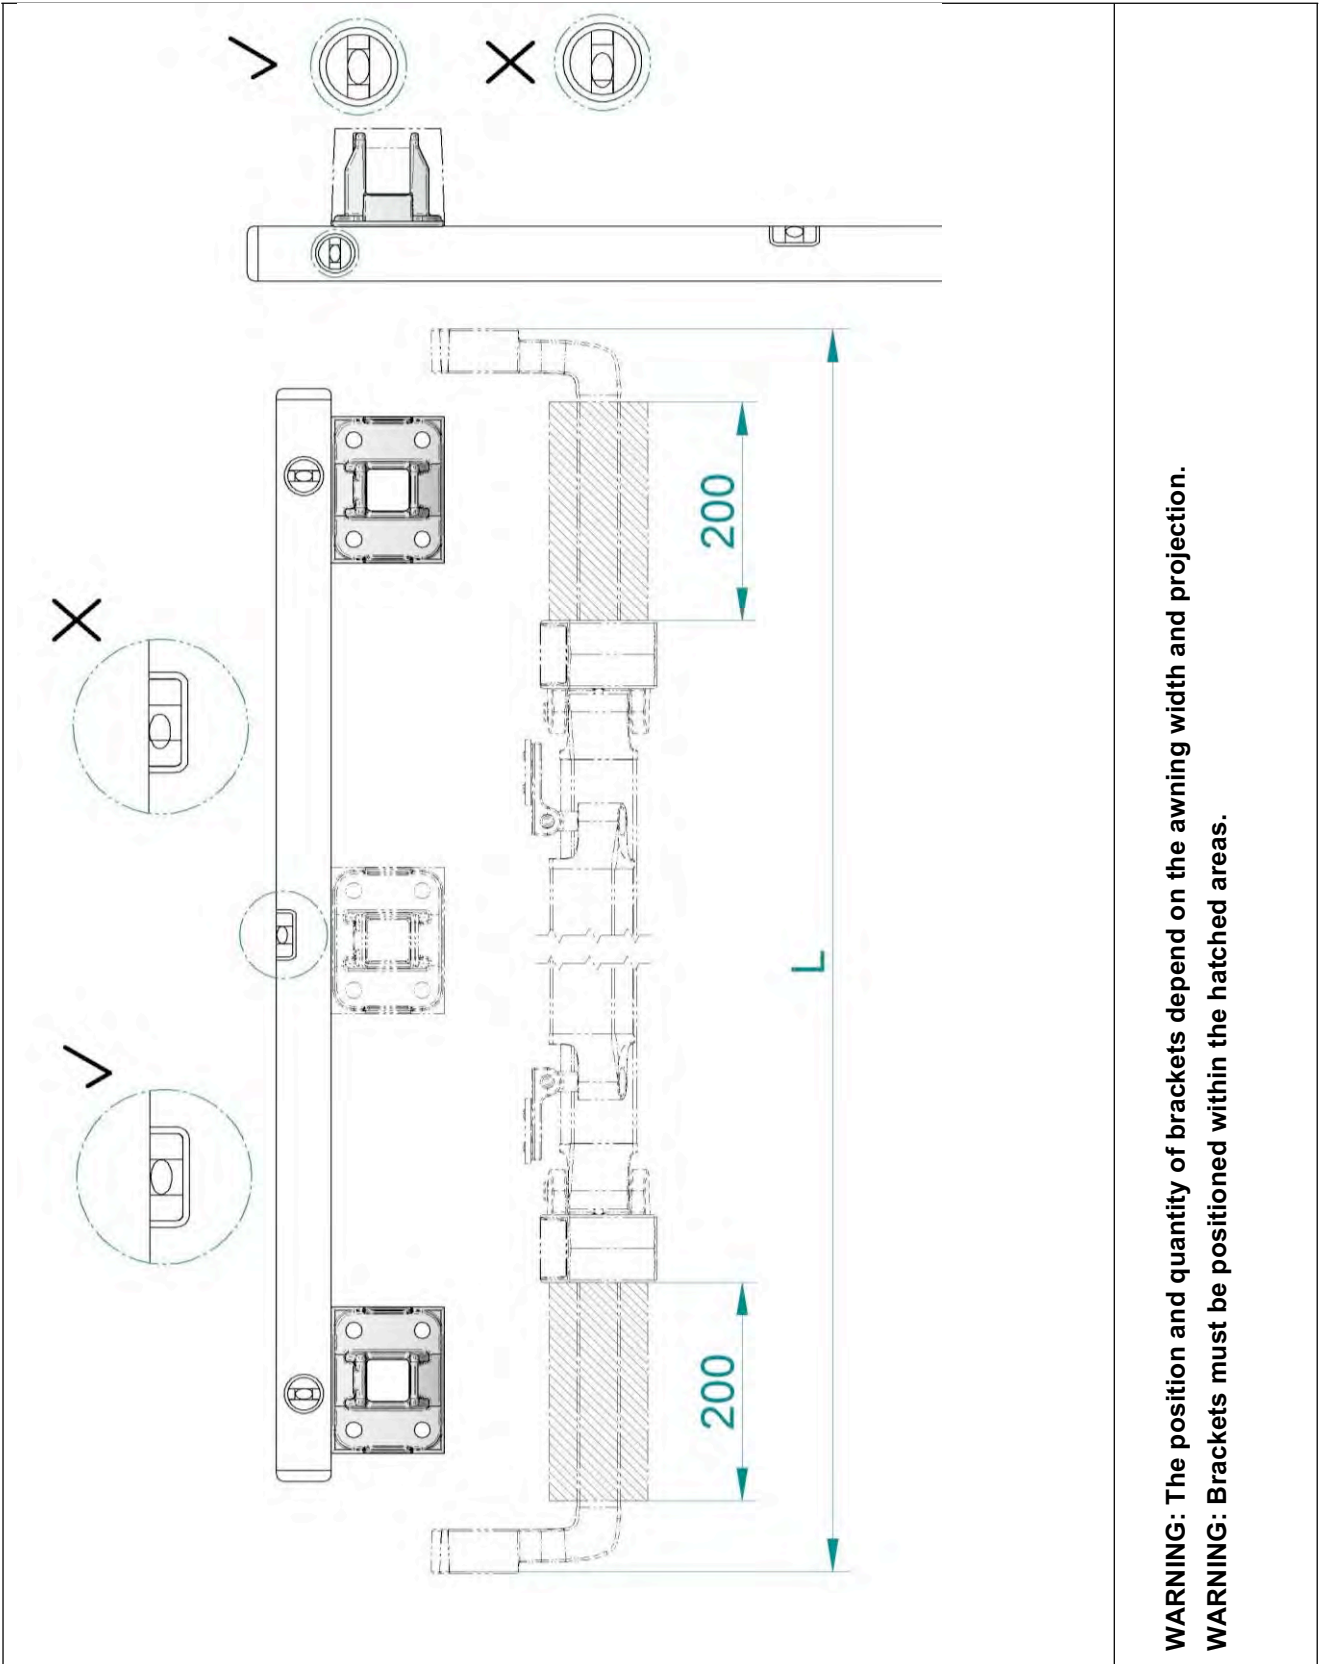 200
200
L
WARNING: The position and quantity of brackets depend on the awning width and projection.
WARNING: Brackets must be positioned within the hatched areas.